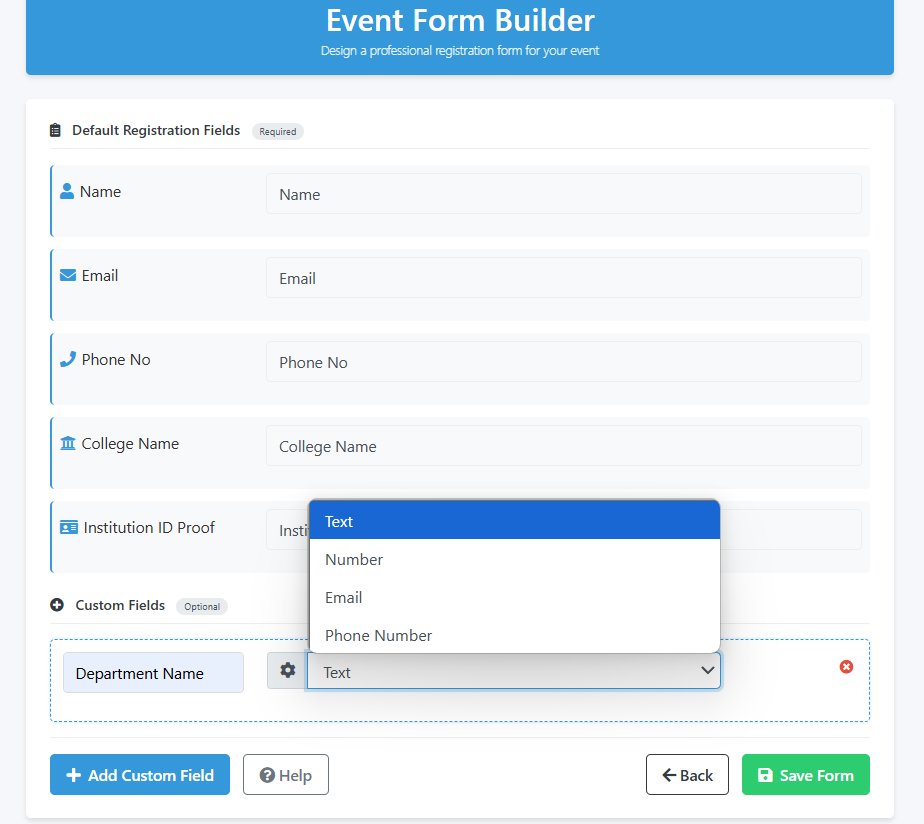 Event Form Builder
Design a professional registration form for your event
Default Registration Fields Required
Name Name
Email Email
Phone No Phone No
College Name College Name
Institution ID Proof Insti
Text
Number
Email
Phone Number
Custom Fields Optional
Department Name Text
Add Custom Field Help Back Save Form